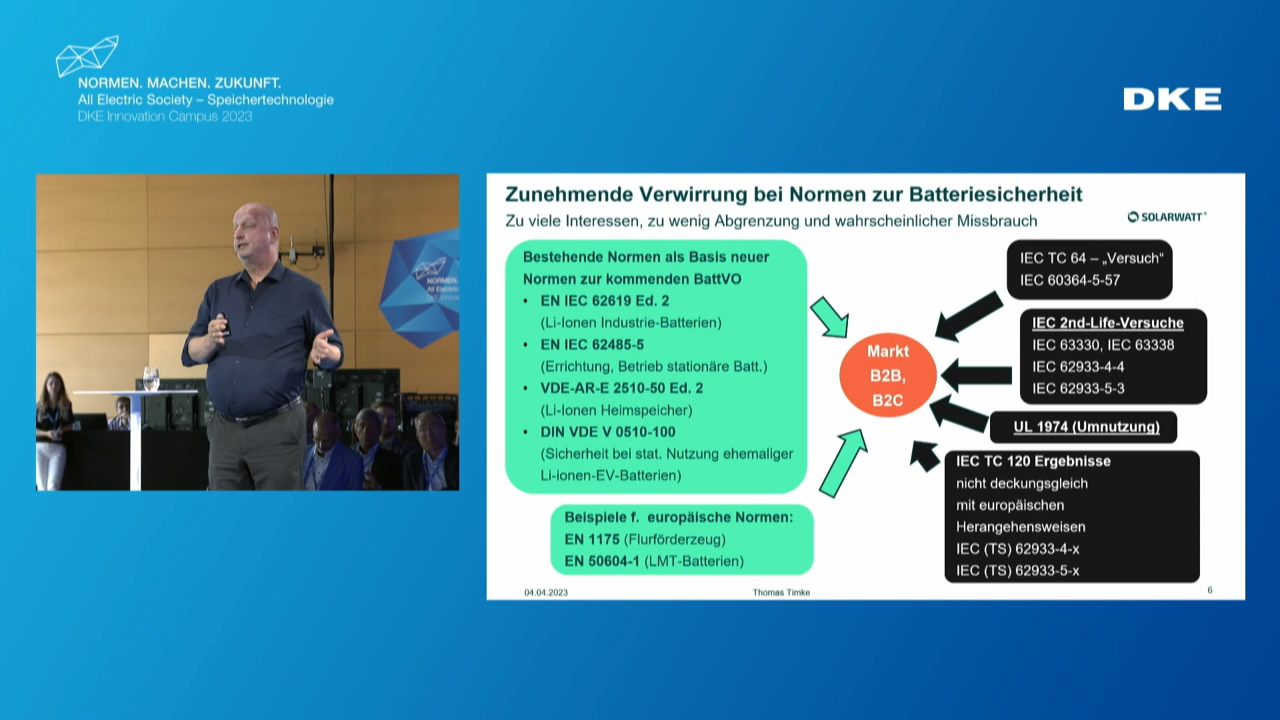 NORMEN. MACHEN. ZUKUNFT.
All Electric Society – Speichertechnologie
DKE Innovation Campus 2023
DKE
NORMEN.
All Electric
Zunehmende Verwirrung bei Normen zur Batteriesicherheit
Zu viele Interessen, zu wenig Abgrenzung und wahrscheinlicher Missbrauch
SOLARWATT
Bestehende Normen als Basis neuer
Normen zur kommenden BattVO
• EN IEC 62619 Ed. 2
(Li-Ionen Industrie-Batterien)
• EN IEC 62485-5
(Errichtung, Betrieb stationäre Batt.)
• VDE-AR-E 2510-50 Ed. 2
(Li-Ionen Heimspeicher)
• DIN VDE V 0510-100
(Sicherheit bei stat. Nutzung ehemaliger
Li-ionen-EV-Batterien)
Beispiele f. europäische Normen:
EN 1175 (Flurförderzeug)
EN 50604-1 (LMT-Batterien)
Markt
B2B,
B2C
IEC TC 64 – „Versuch“
IEC 60364-5-57
IEC 2nd-Life-Versuche
IEC 63330, IEC 63338
IEC 62933-4-4
IEC 62933-5-3
UL 1974 (Umnutzung)
IEC TC 120 Ergebnisse
nicht deckungsgleich
mit europäischen
Herangehensweisen
IEC (TS) 62933-4-x
IEC (TS) 62933-5-x
04.04.2023
Thomas Timke
6